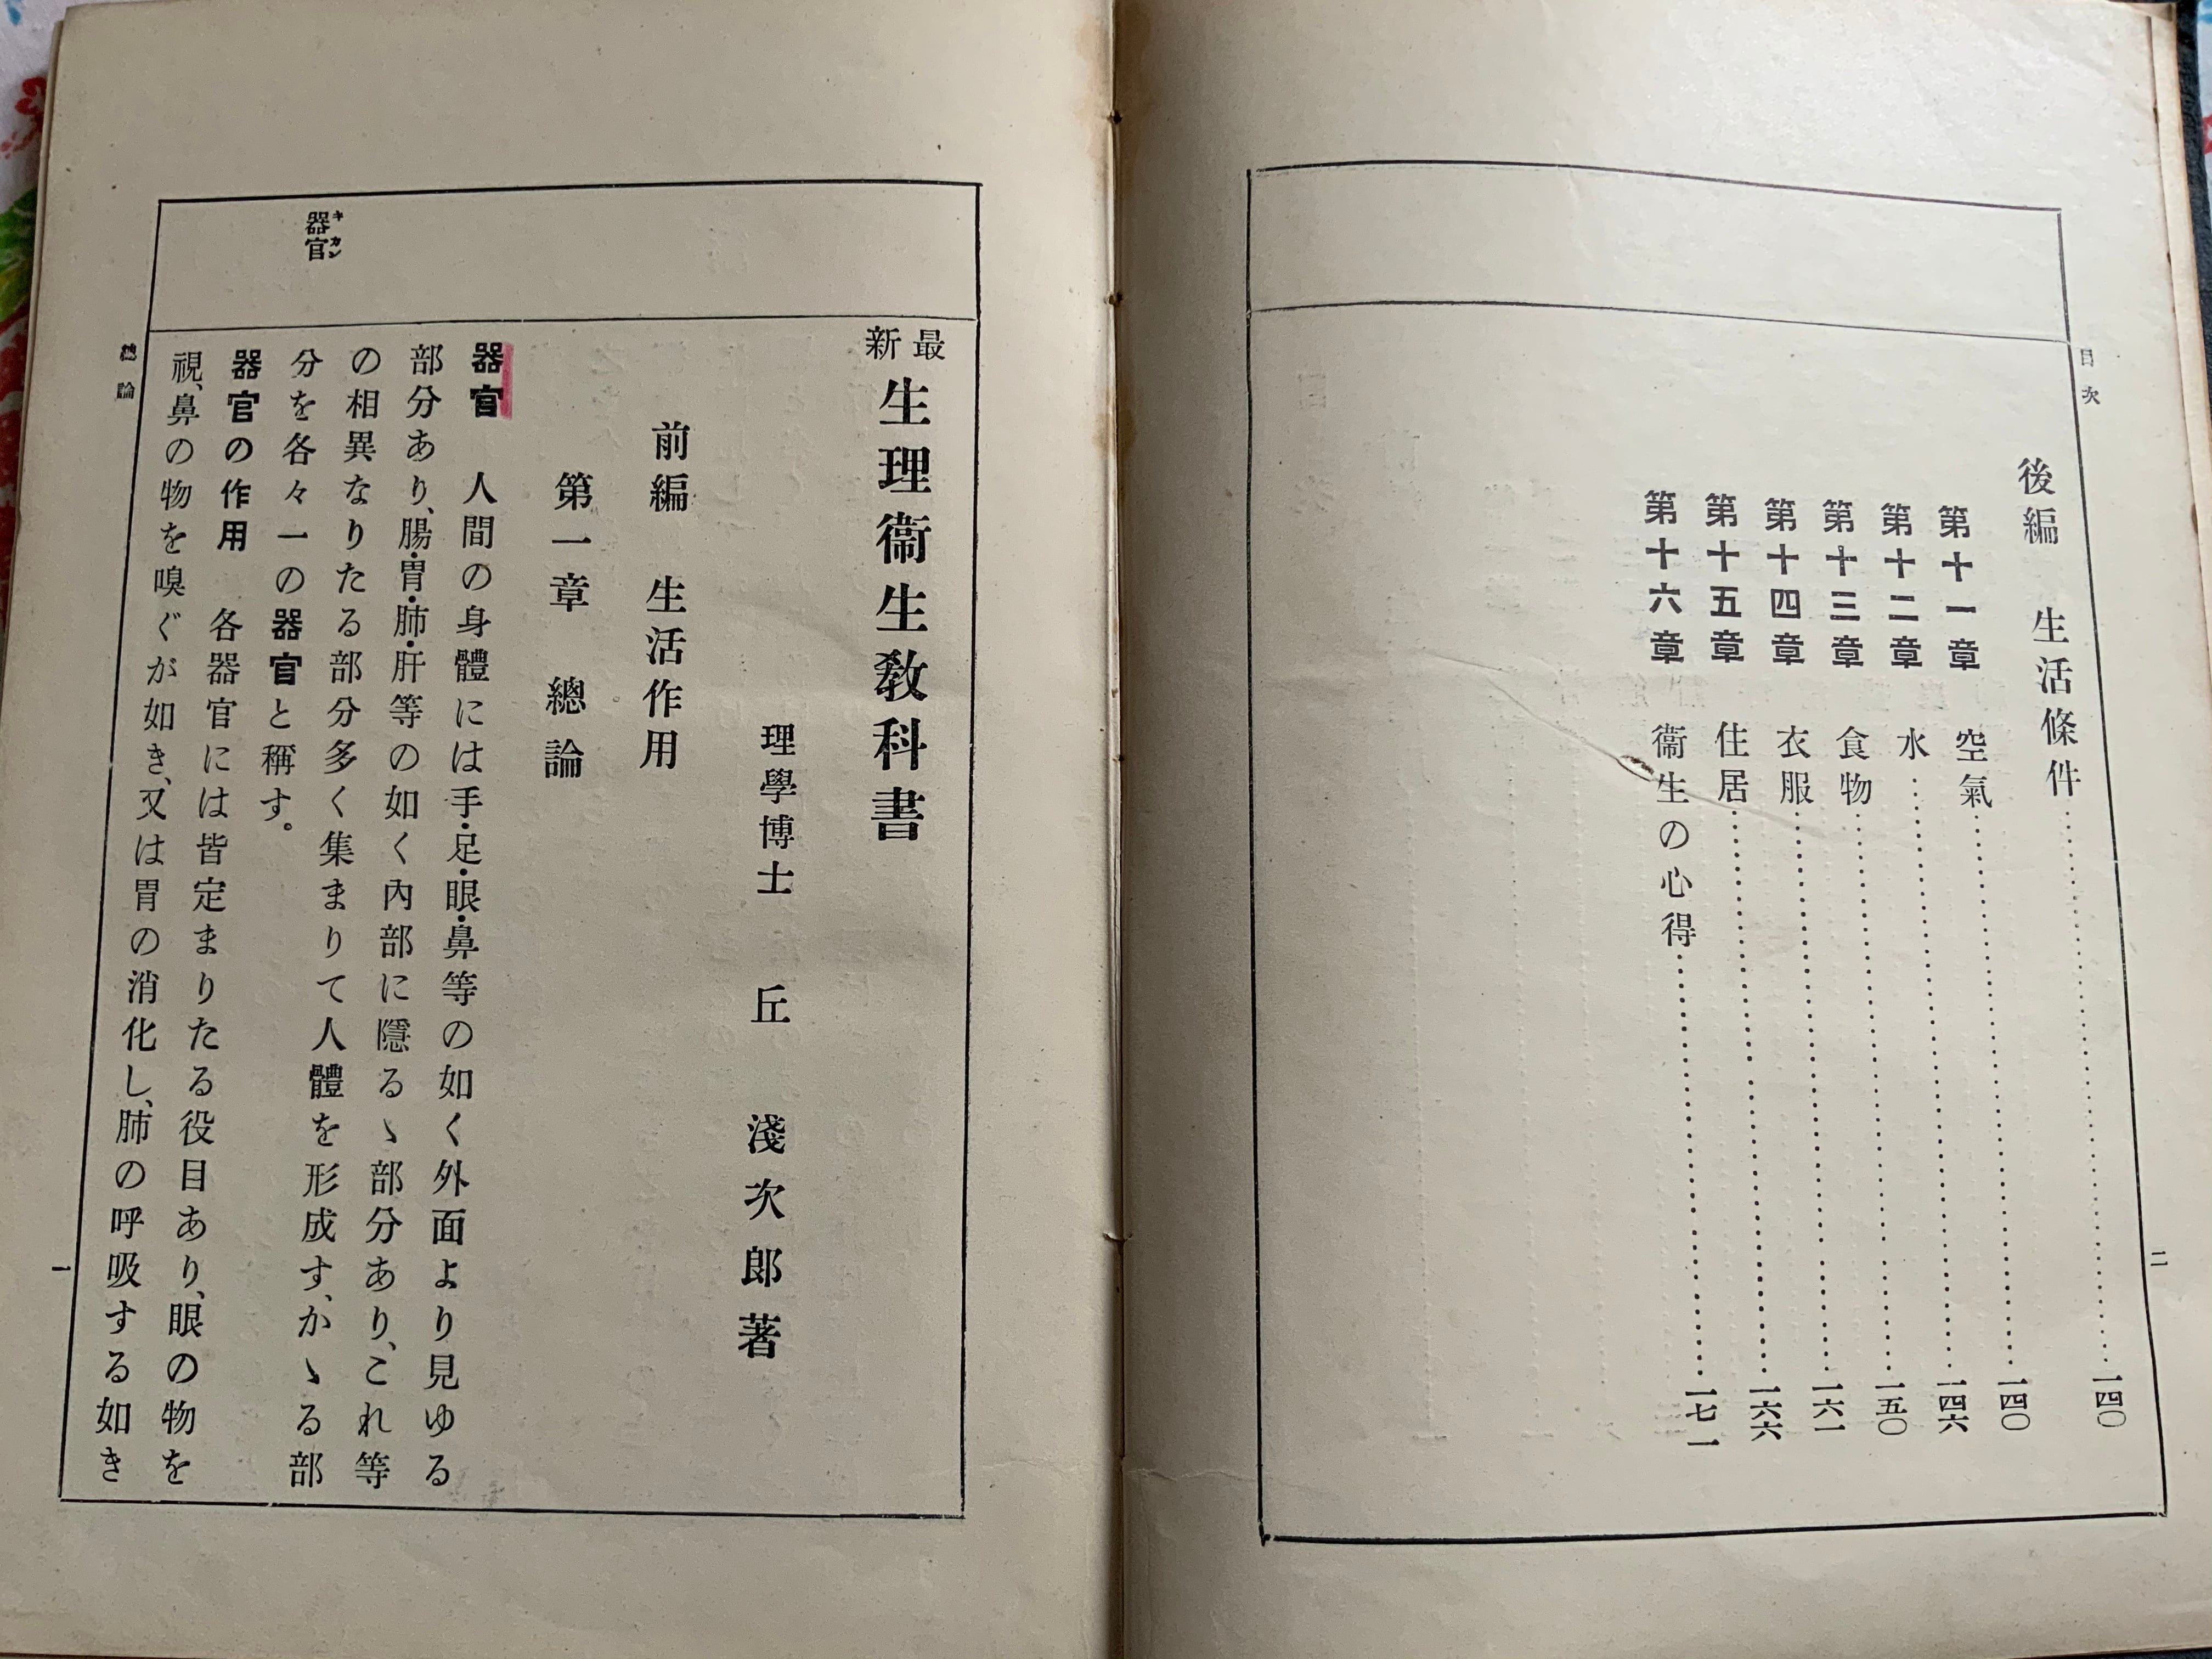 目次
後編 生活條件……一四〇
第十一章 空氣……一四〇
第十二章 水……一四六
第十三章 食物……一五〇
第十四章 衣服……一六一
第十五章 住居……一六六
第十六章 衞生の心得……一七一
二
最新 生理衞生敎科書
理學博士 丘 淺次郎著
前編 生活作用
第一章 總論
器官 人間の身體には手・足・眼・鼻等の如く外面より見ゆる
部分あり、腸・胃・肺・肝等の如く內部に隱るゝ部分あり、これ等
の相異なりたる部分多く集まりて人體を形成す、かゝる部
分を各々一の器官と稱す。
器官の作用 各器官には皆定まりたる役目あり、眼の物を
視、鼻の物を嗅ぐが如き、又は胃の消化し、肺の呼吸する如き
器官
キカン
總論
一